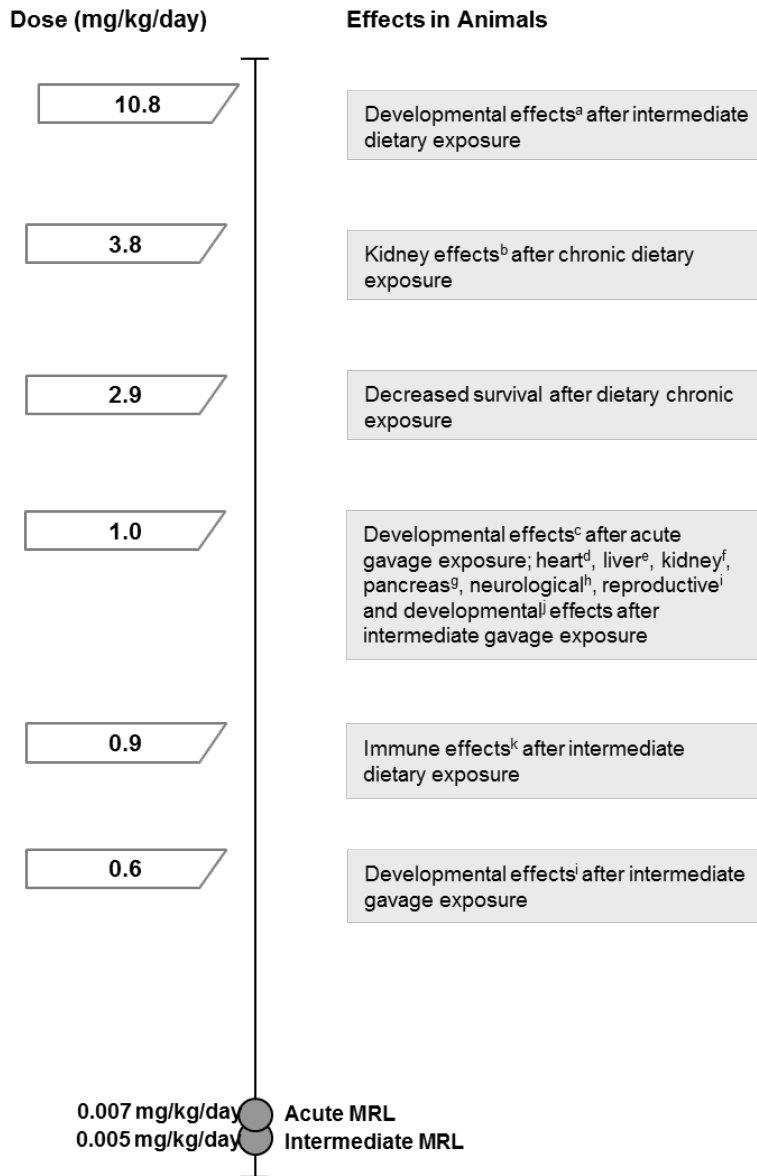 Dose (mg/kg/day) Effects in Animals
10.8
Developmental effectsᵃ after intermediate
dietary exposure
3.8
Kidney effectsᵇ after chronic dietary
exposure
2.9
Decreased survival after dietary chronic
exposure
1.0
Developmental effectsᶜ after acute
gavage exposure; heartᵈ, liverᵉ, kidneyᶠ,
pancreasᵍ, neurologicalʰ, reproductiveⁱ
and developmentalʲ effects after
intermediate gavage exposure
0.9
Immune effectsᵏ after intermediate
dietary exposure
0.6
Developmental effectsⁱ after intermediate
gavage exposure
0.007 mg/kg/day Acute MRL
0.005 mg/kg/day Intermediate MRL